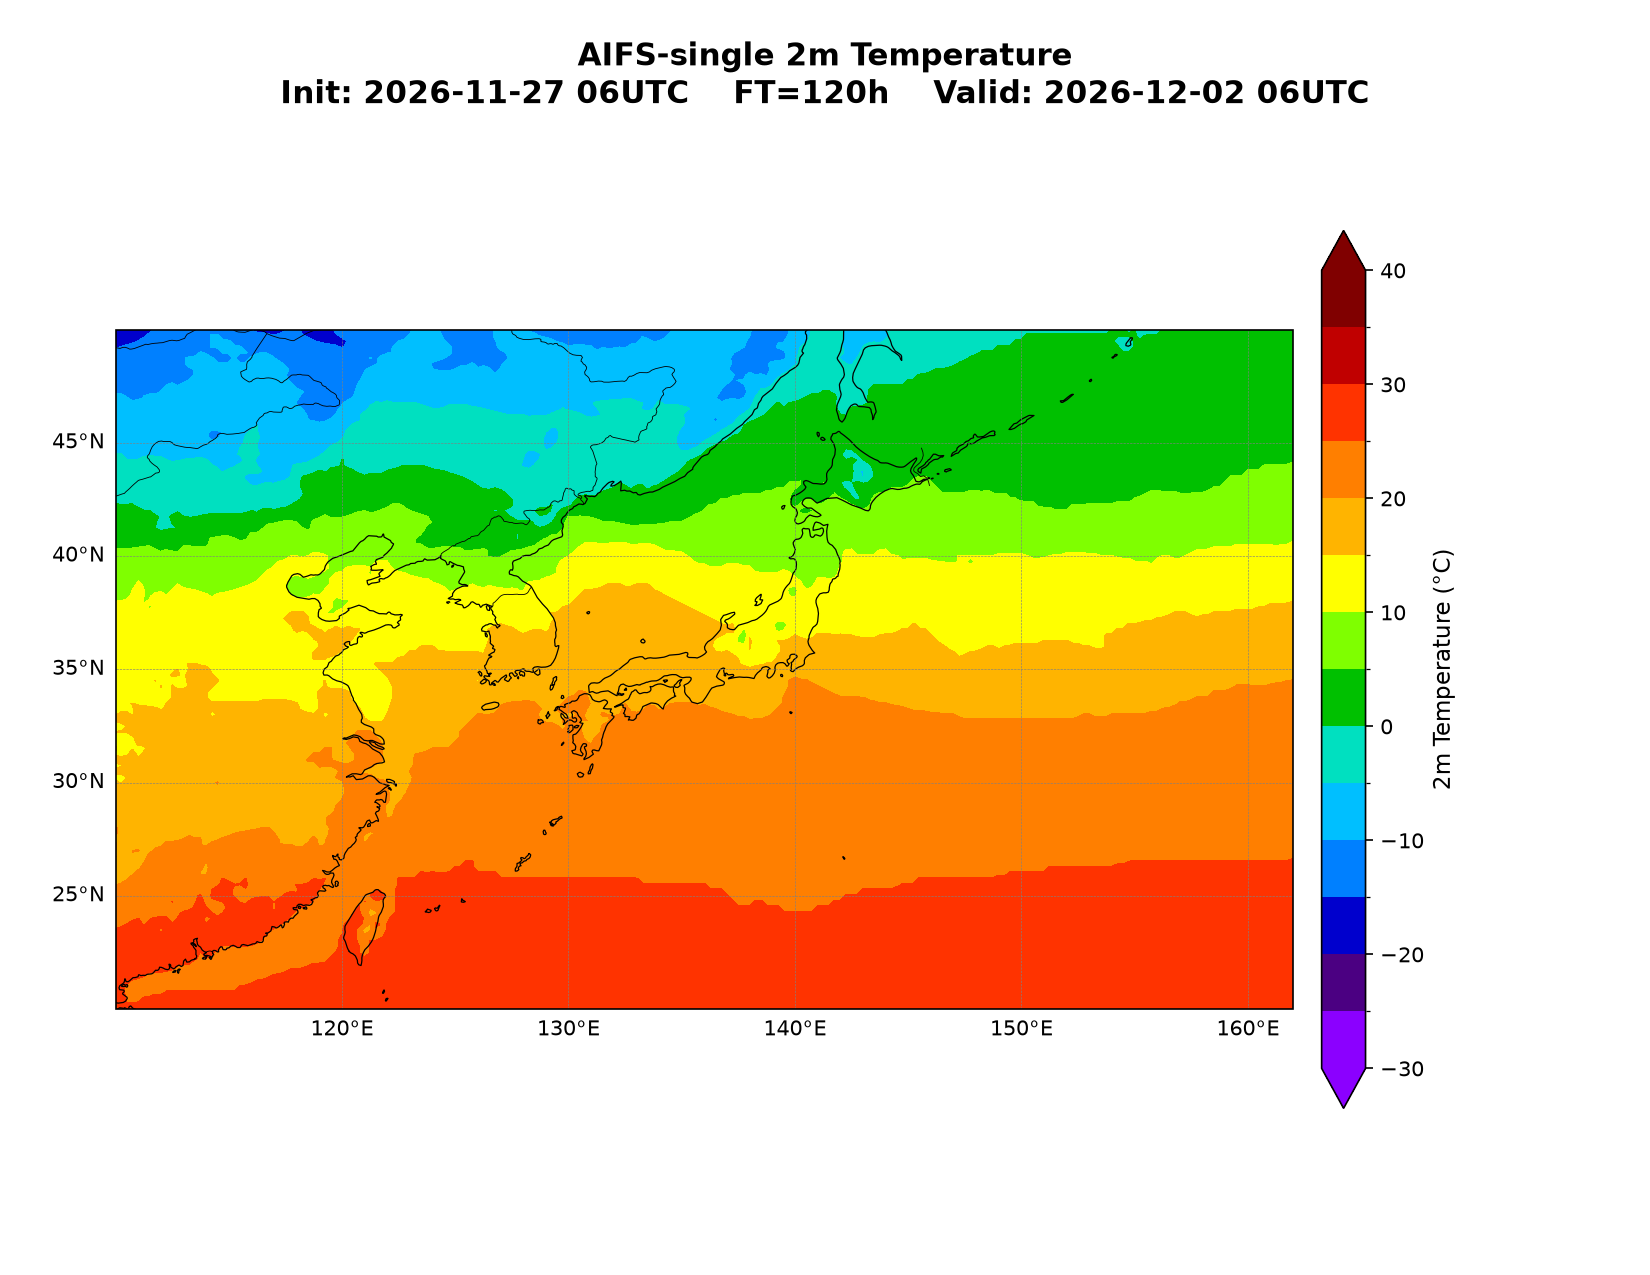 AIFS-single 2m Temperature
Init: 2026-11-27 06UTC    FT=120h    Valid: 2026-12-02 06UTC
40
30
20
10
0
−10
−20
−30
2m Temperature (°C)
45°N
40°N
35°N
30°N
25°N
120°E
130°E
140°E
150°E
160°E